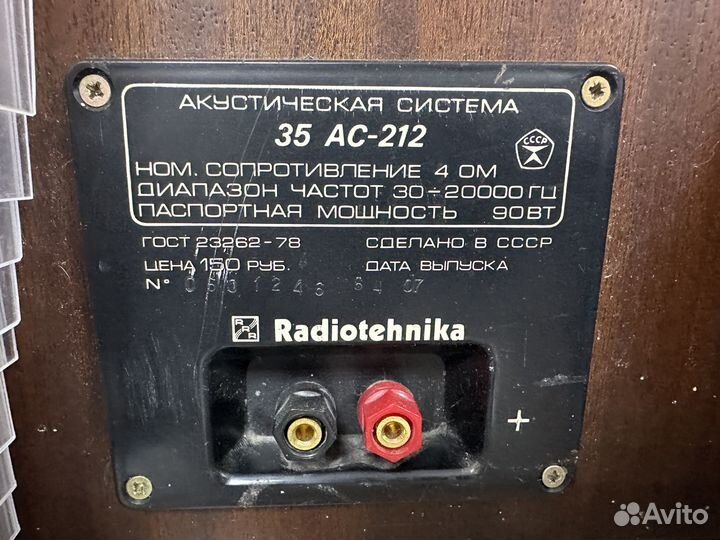 АКУСТИЧЕСКАЯ СИСТЕМА
35 АС-212
СССР
НОМ. СОПРОТИВЛЕНИЕ 4 ОМ
ДИАПАЗОН ЧАСТОТ 30÷20000 ГЦ
ПАСПОРТНАЯ МОЩНОСТЬ 90 ВТ
ГОСТ 23262-78 СДЕЛАНО В СССР
ЦЕНА 150 РУБ. ДАТА ВЫПУСКА
N°
RRR Radiotehnika
+
Avito